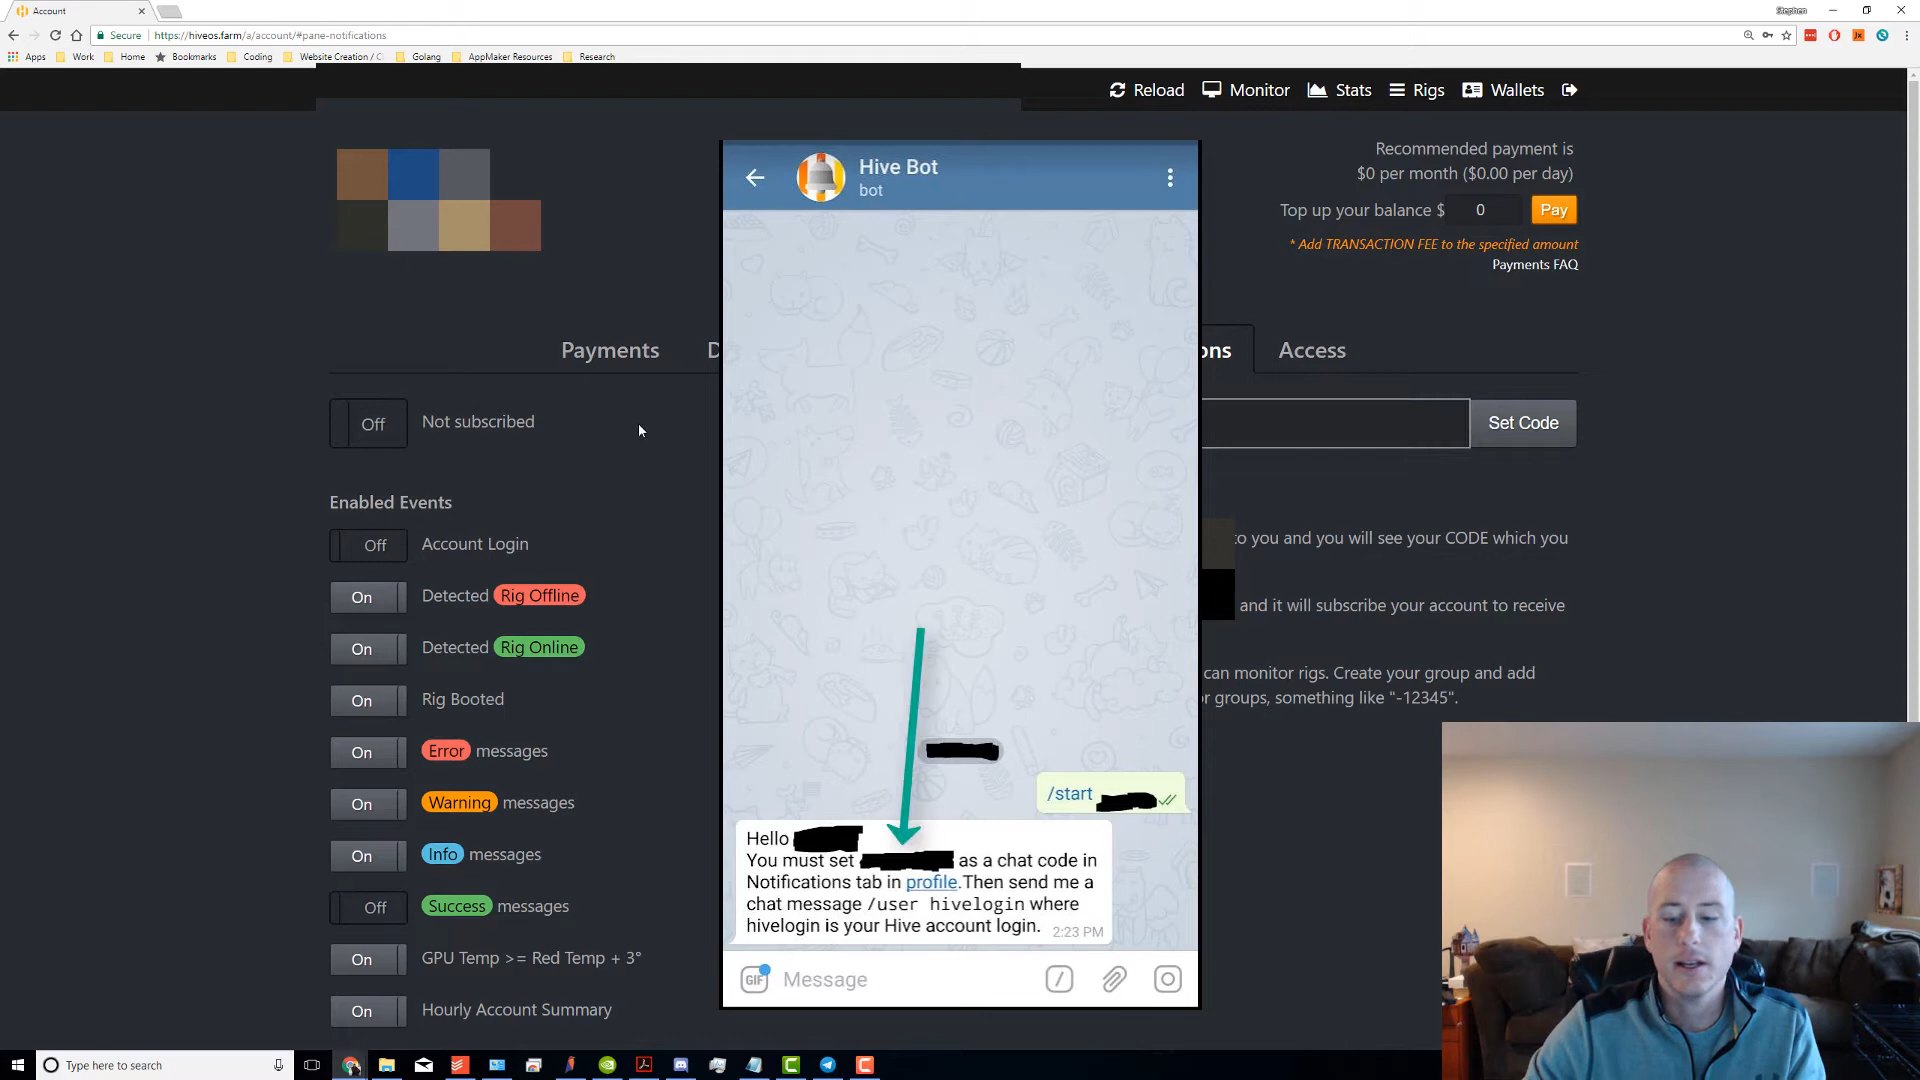 Account
Stephen
Secure
https://hiveos.farm/a/account/#pane-notifications
Apps
Work
Home
Bookmarks
Coding
Website Creation / C
Golang
AppMaker Resources
Research
Reload
Monitor
Stats
Rigs
Wallets
Recommended payment is
$0 per month ($0.00 per day)
Top up your balance $ 0 Pay
* Add TRANSACTION FEE to the specified amount
Payments FAQ
Payments
D
ons
Access
Off Not subscribed
Set Code
Enabled Events
Off Account Login
On Detected Rig Offline
On Detected Rig Online
On Rig Booted
On Error messages
On Warning messages
On Info messages
Off Success messages
On GPU Temp >= Red Temp + 3°
On Hourly Account Summary
Hive Bot
bot
/start
Hello
You must set as a chat code in
Notifications tab in profile.Then send me a
chat message /user hivelogin where
hivelogin is your Hive account login.
2:23 PM
GIF Message /
to you and you will see your CODE which you
and it will subscribe your account to receive
can monitor rigs. Create your group and add
r groups, something like "-12345".
Type here to search